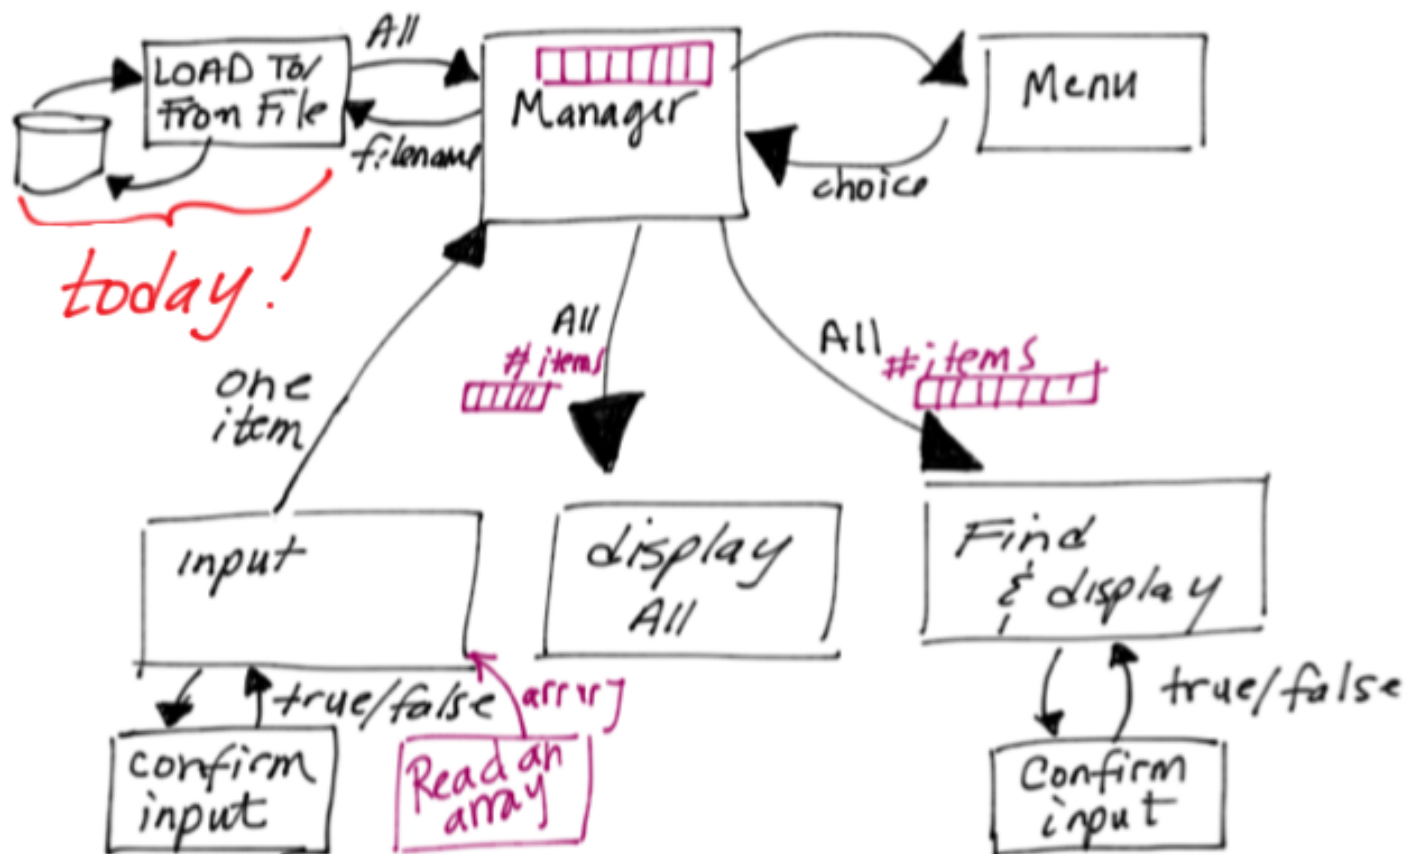 All
LOAD To/
From File
filename
Manager
Menu
choice
today!
one
item
All
# items
All
#items
input
display
All
Find
& display
true/false
array
confirm
input
Read an
array
true/false
Confirm
input